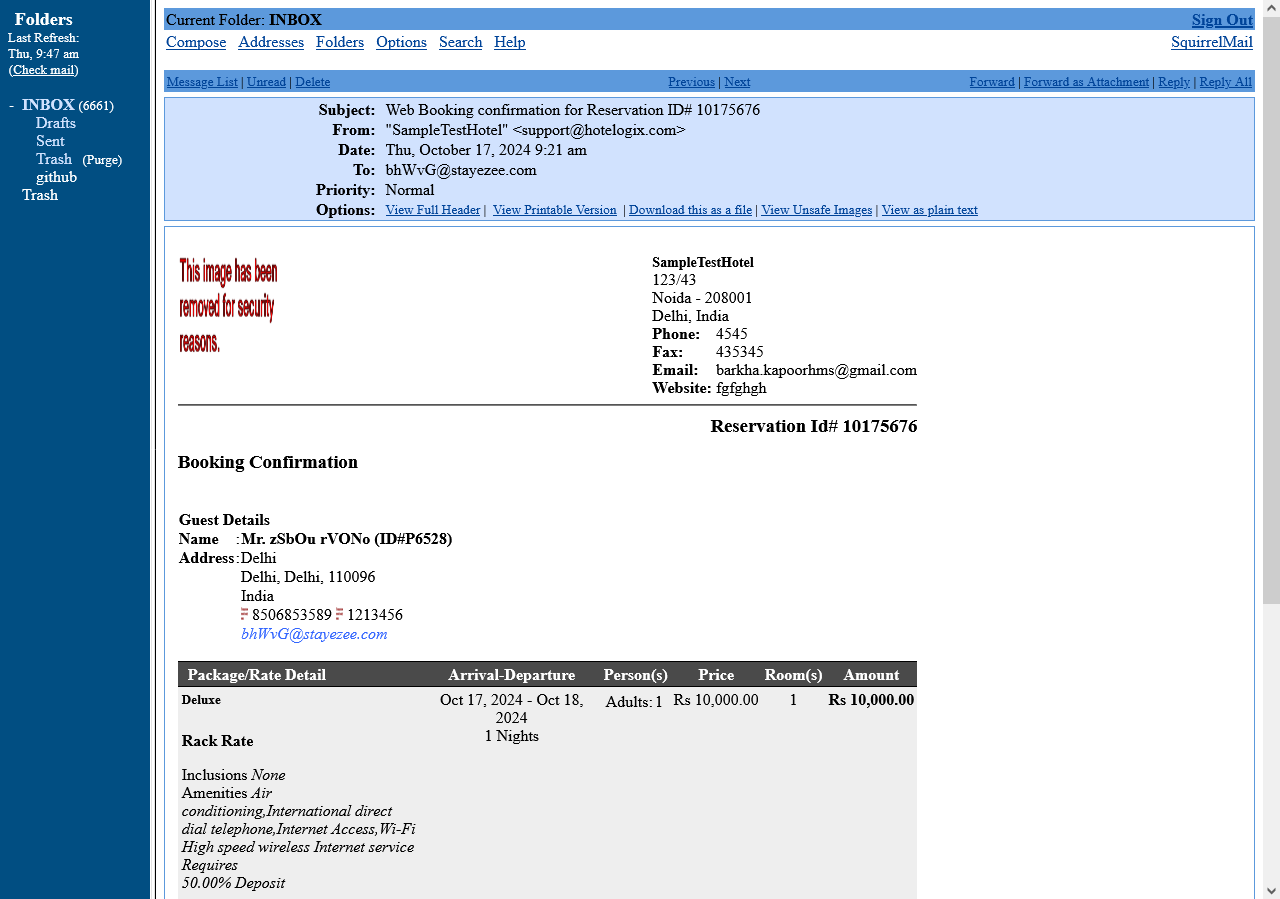 Folders
Last Refresh:
Thu, 9:47 am
(Check mail)
- INBOX (6661)
Drafts
Sent
Trash (Purge)
github
Trash
Current Folder: INBOX
Sign Out
Compose Addresses Folders Options Search Help
SquirrelMail
Message List | Unread | Delete
Previous | Next
Forward | Forward as Attachment | Reply | Reply All
Subject: Web Booking confirmation for Reservation ID# 10175676
From: "SampleTestHotel" <support@hotelogix.com>
Date: Thu, October 17, 2024 9:21 am
To: bhWvG@stayezee.com
Priority: Normal
Options: View Full Header | View Printable Version | Download this as a file | View Unsafe Images | View as plain text
This image has been
removed for security
reasons.
SampleTestHotel
123/43
Noida - 208001
Delhi, India
Phone: 4545
Fax: 435345
Email: barkha.kapoorhms@gmail.com
Website: fgfghgh
Reservation Id# 10175676
Booking Confirmation
Guest Details
Name :Mr. zSbOu rVONo (ID#P6528)
Address:Delhi
Delhi, Delhi, 110096
India
8506853589 1213456
bhWvG@stayezee.com
Package/Rate Detail Arrival-Departure Person(s) Price Room(s) Amount
Deluxe Oct 17, 2024 - Oct 18, Adults: 1 Rs 10,000.00 1 Rs 10,000.00
2024
1 Nights
Rack Rate
Inclusions None
Amenities Air
conditioning,International direct
dial telephone,Internet Access,Wi-Fi
High speed wireless Internet service
Requires
50.00% Deposit